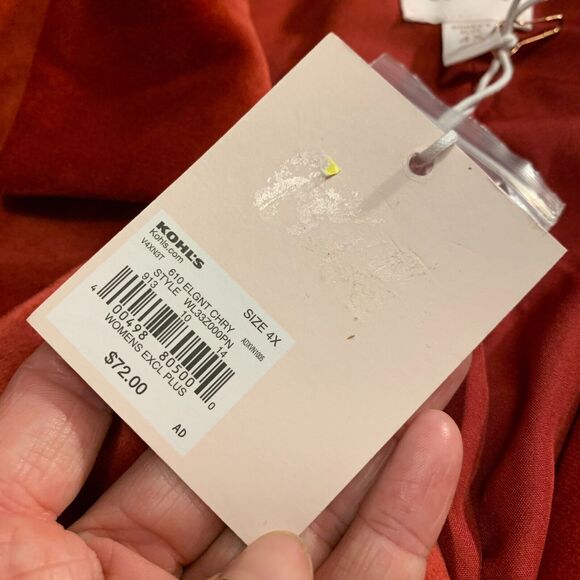 KOHL'S
Kohls.com
V4XN3T
610 ELGNT CHRY
SIZE 4X
STYLE WL33Z000PN
913 10 14
4 00498 80500 0
WOMENS EXCL PLUS
$72.00
AD